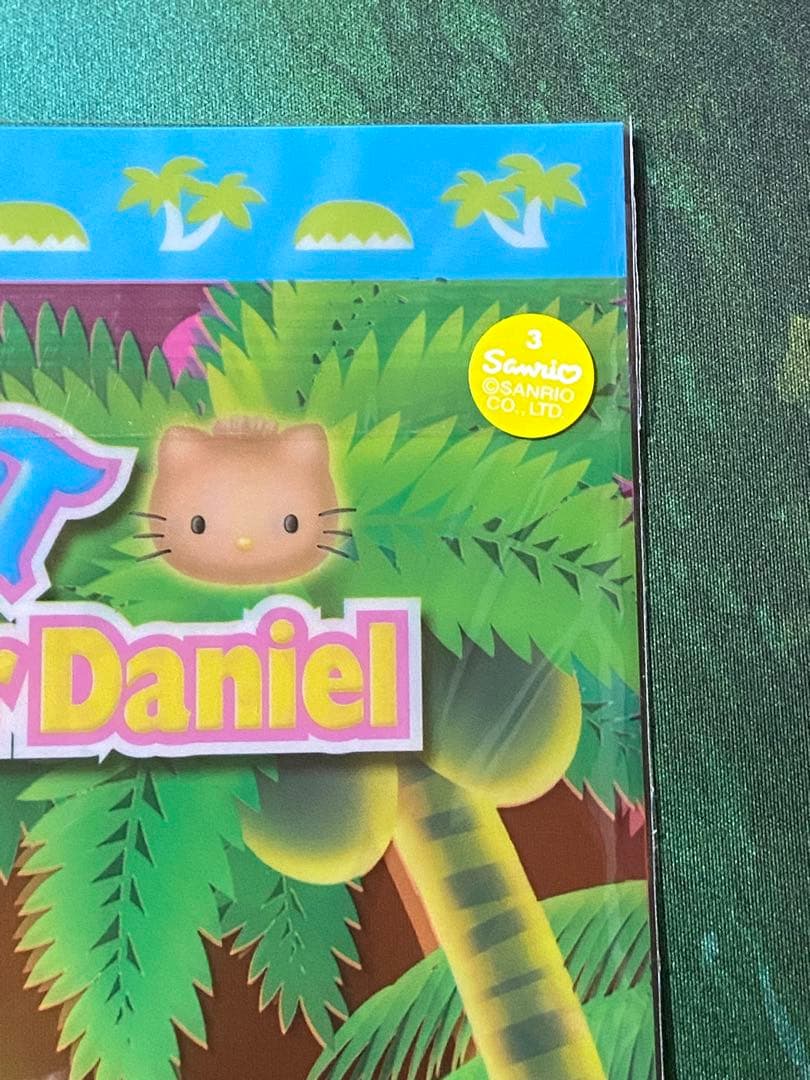 3
Sanrio
©SANRIO
CO., LTD.
T
r Daniel